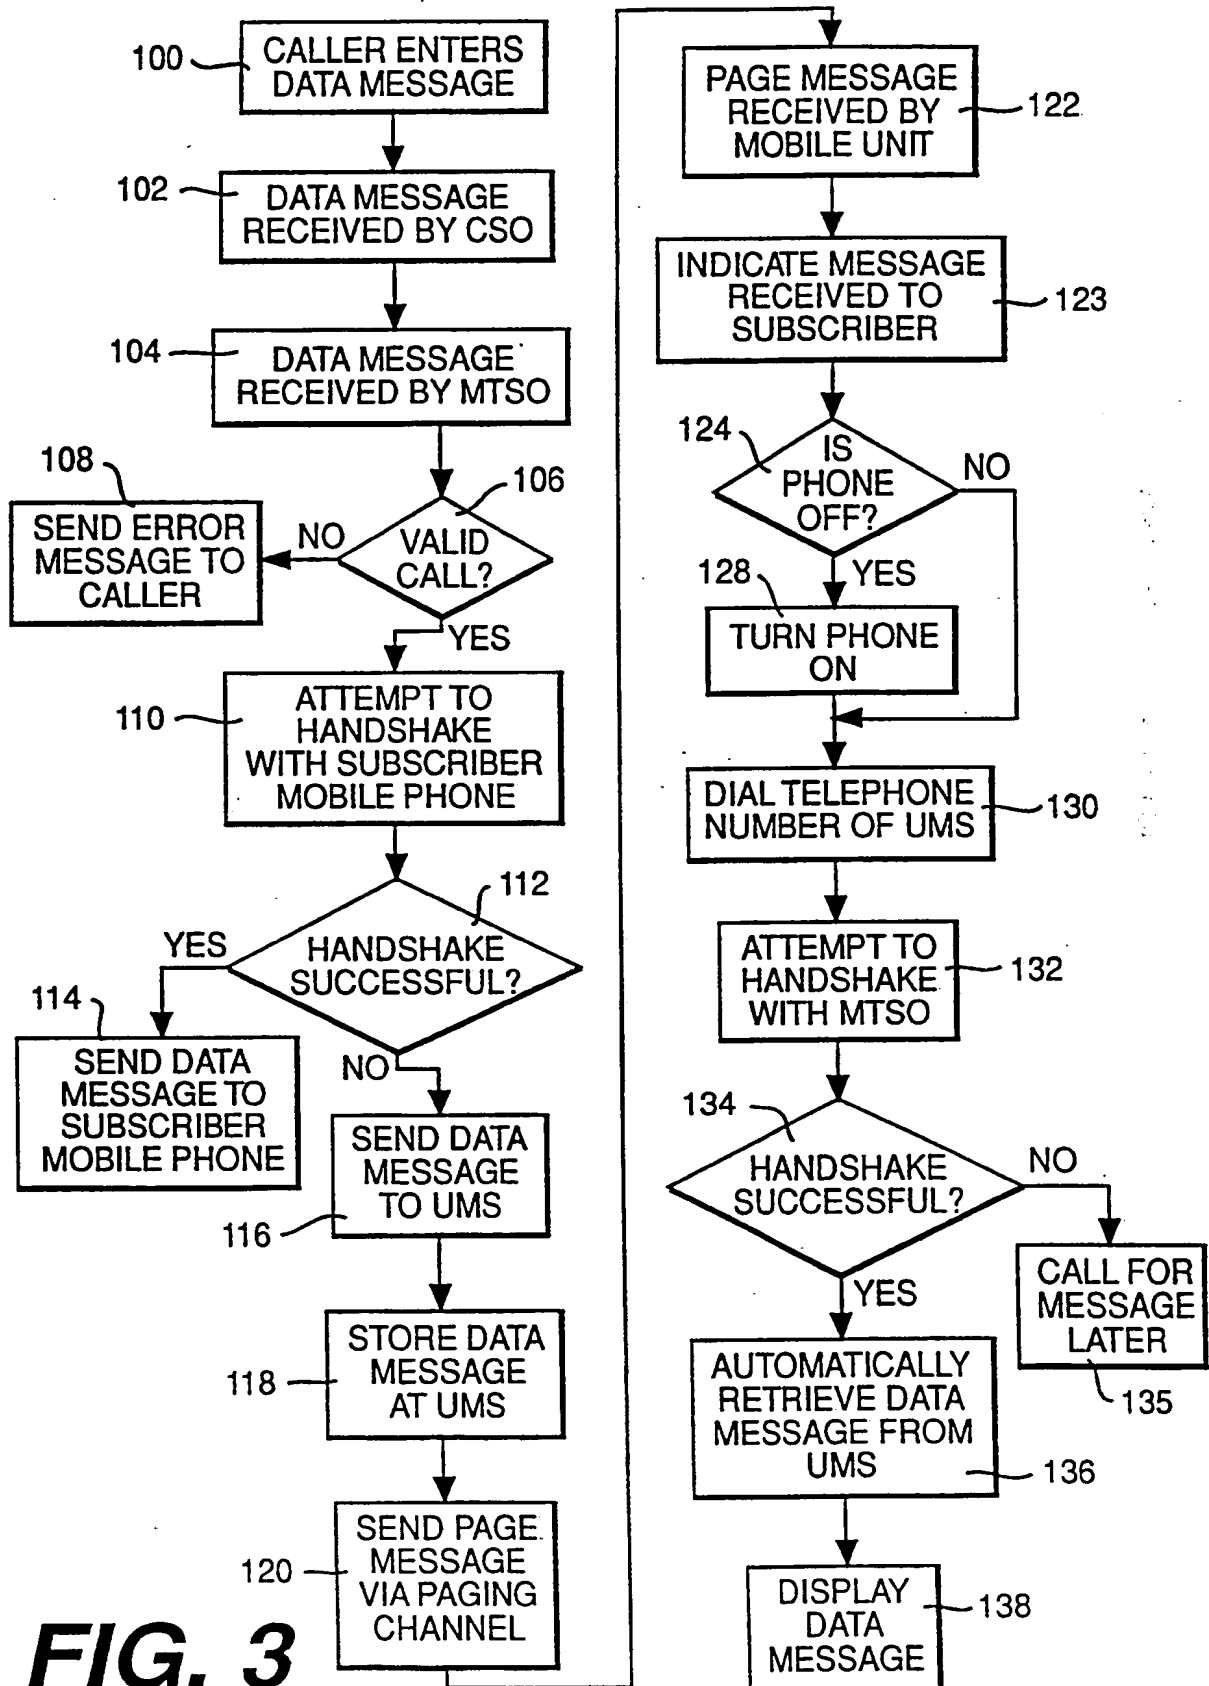 100
CALLER ENTERS
DATA MESSAGE
102
DATA MESSAGE
RECEIVED BY CSO
104
DATA MESSAGE
RECEIVED BY MTSO
106
VALID
CALL?
NO
108
SEND ERROR
MESSAGE TO
CALLER
YES
110
ATTEMPT TO
HANDSHAKE
WITH SUBSCRIBER
MOBILE PHONE
112
HANDSHAKE
SUCCESSFUL?
YES
114
SEND DATA
MESSAGE TO
SUBSCRIBER
MOBILE PHONE
NO
SEND DATA
MESSAGE
TO UMS
116
118
STORE DATA
MESSAGE
AT UMS
120
SEND PAGE
MESSAGE
VIA PAGING
CHANNEL
FIG. 3
PAGE MESSAGE
RECEIVED BY
MOBILE UNIT
122
INDICATE MESSAGE
RECEIVED TO
SUBSCRIBER
123
124
IS
PHONE
OFF?
NO
YES
128
TURN PHONE
ON
DIAL TELEPHONE
NUMBER OF UMS
130
ATTEMPT TO
HANDSHAKE
WITH MTSO
132
134
HANDSHAKE
SUCCESSFUL?
NO
CALL FOR
MESSAGE
LATER
135
YES
AUTOMATICALLY
RETRIEVE DATA
MESSAGE FROM
UMS
136
DISPLAY
DATA
MESSAGE
138